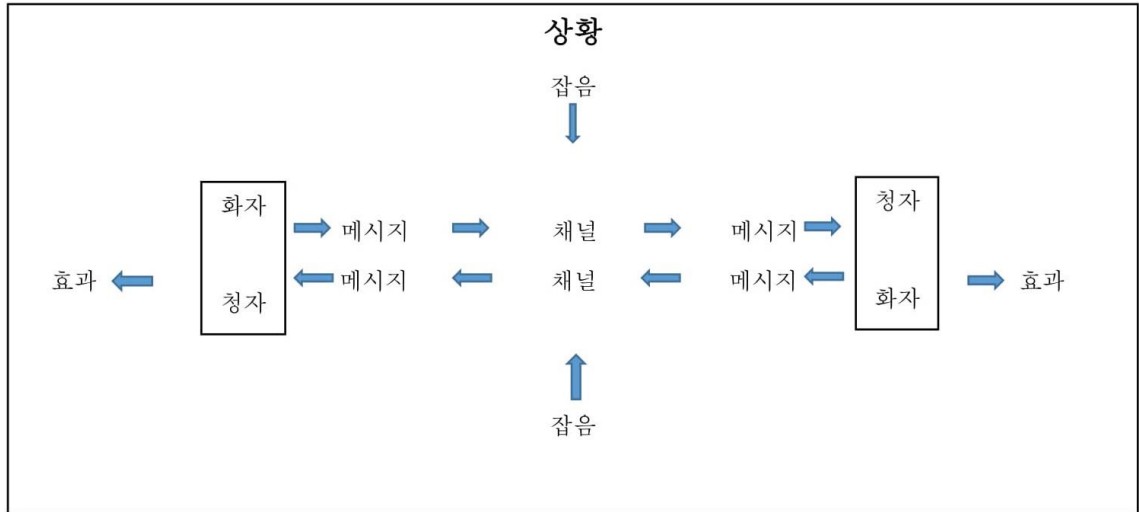 상황
잡음
화자 메시지 채널 메시지 청자
효과 청자 메시지 채널 메시지 화자 효과
잡음